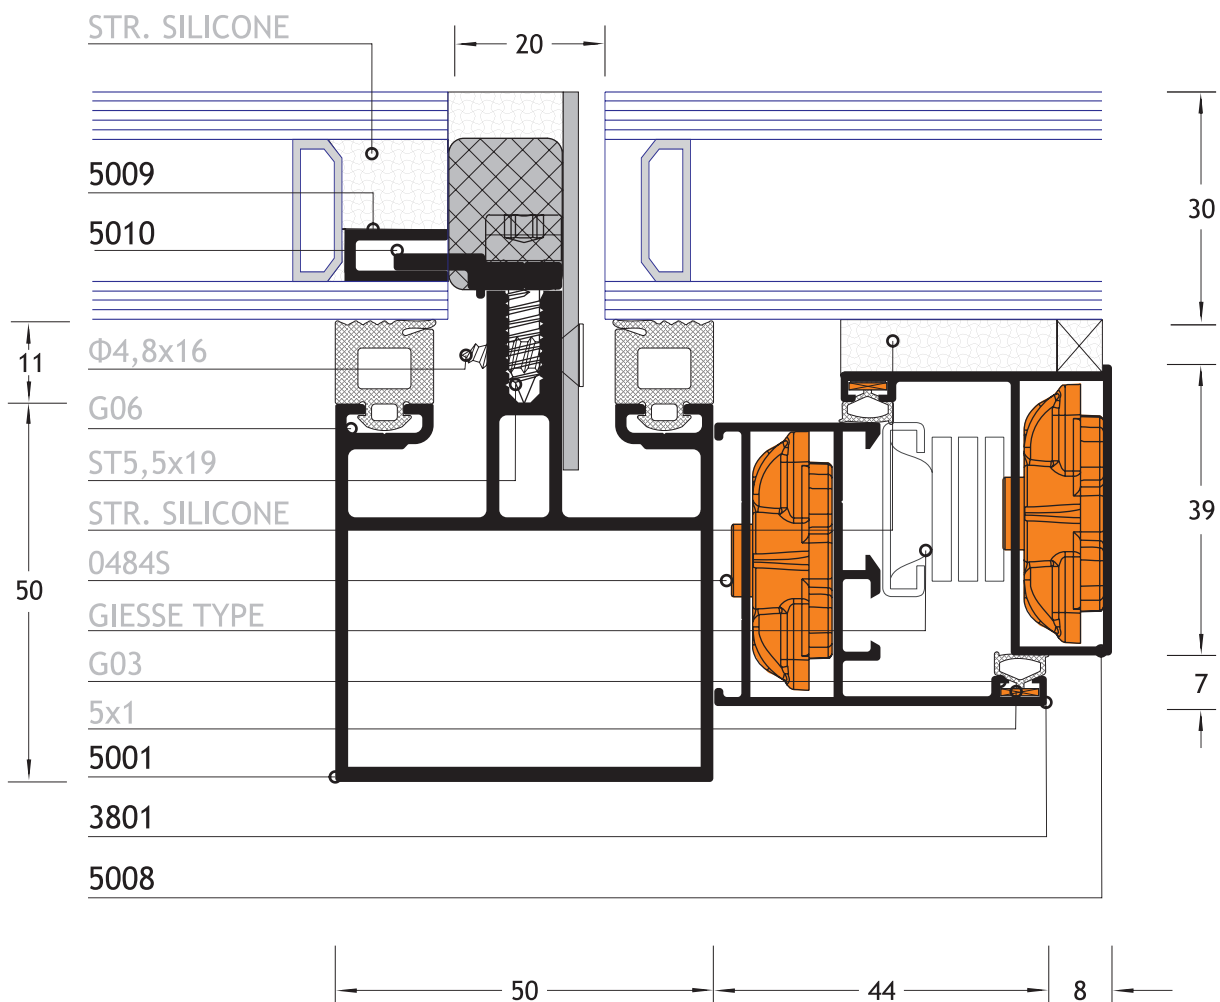 STR. SILICONE
20
5009
5010
30
11
Φ4,8x16
G06
ST5,5x19
STR. SILICONE
39
0484S
50
GIESSE TYPE
G03
7
5x1
5001
3801
5008
50
44
8